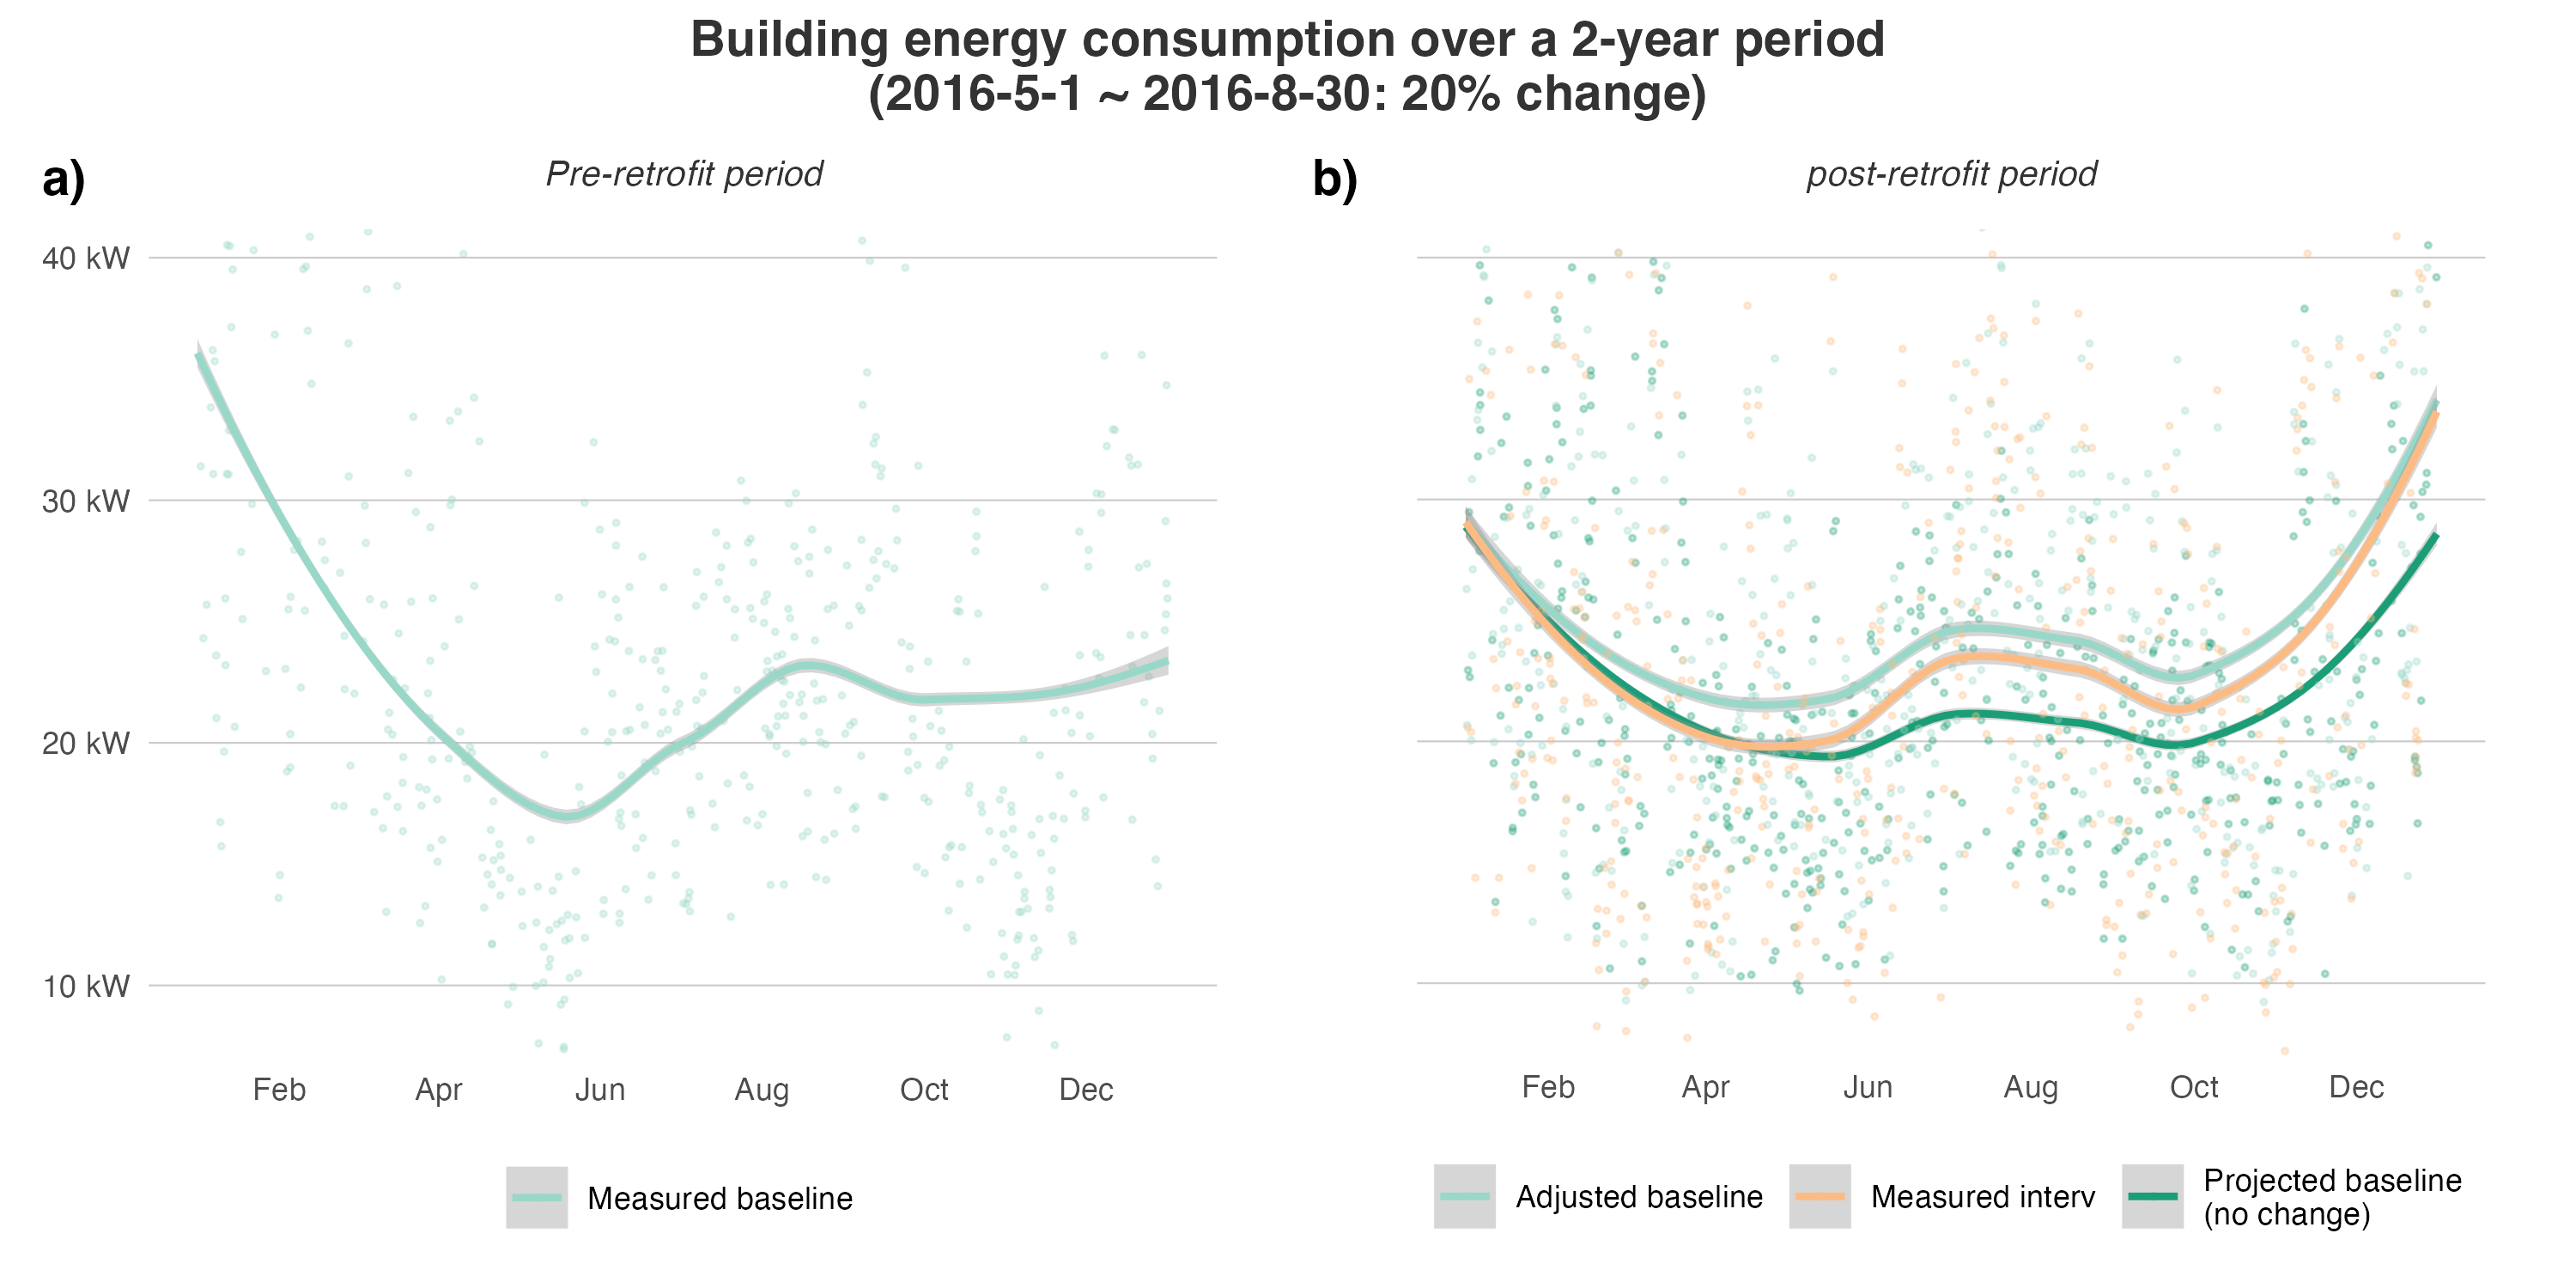 Building energy consumption over a 2-year period
(2016-5-1 ~ 2016-8-30: 20% change)
a)
Pre-retrofit period
40 kW
30 kW
20 kW
10 kW
Feb Apr Jun Aug Oct Dec
Measured baseline
b)
post-retrofit period
Feb Apr Jun Aug Oct Dec
Adjusted baseline
Measured interv
Projected baseline
(no change)